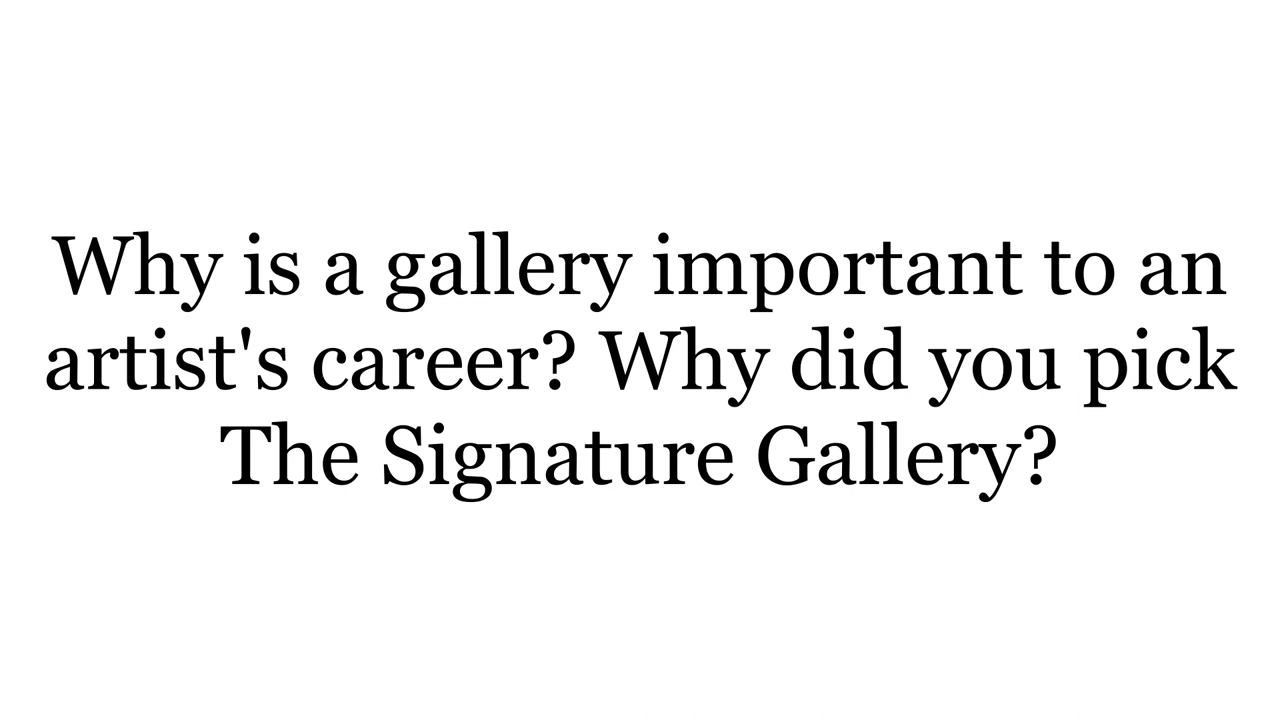 Why is a gallery important to an
artist's career? Why did you pick
The Signature Gallery?